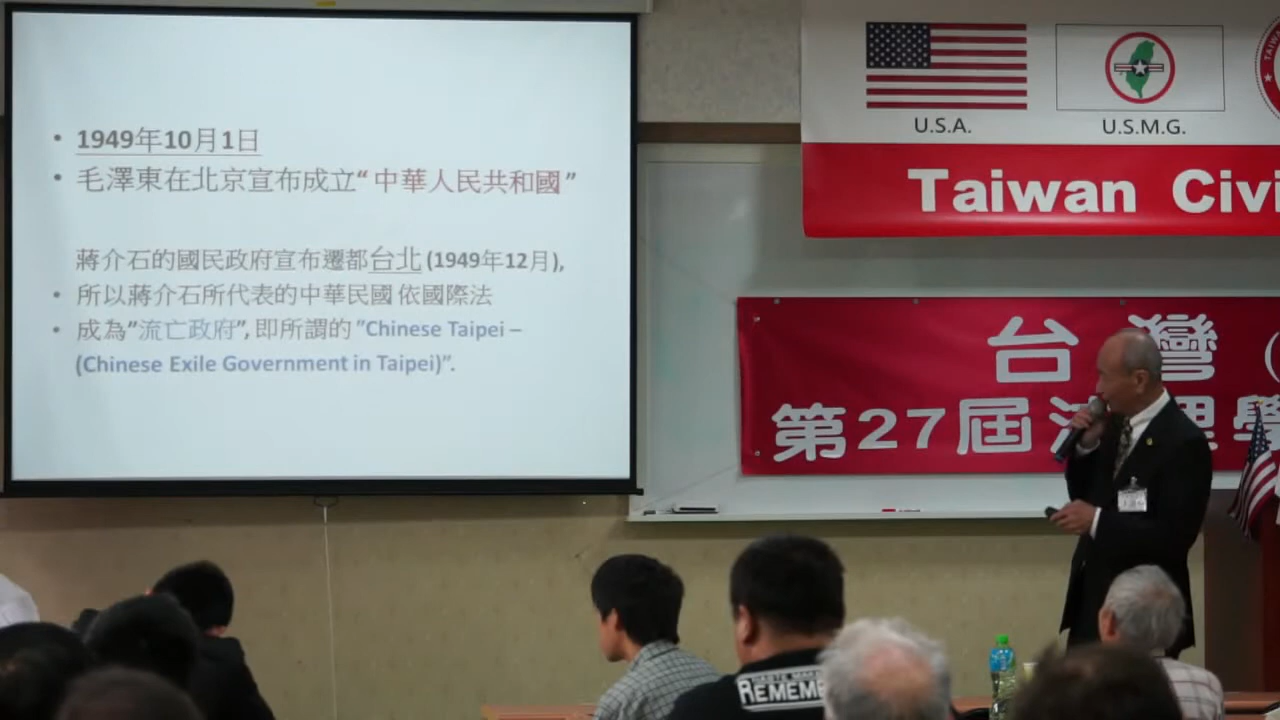 • 1949年10月1日
• 毛澤東在北京宣布成立“中華人民共和國”
蔣介石的國民政府宣布遷都台北 (1949年12月),
• 所以蔣介石所代表的中華民國 依國際法
• 成為“流亡政府”, 即所謂的 ”Chinese Taipei –
(Chinese Exile Government in Taipei)”.
U.S.A.
U.S.M.G.
Taiwan Civi
台灣（
第27屆法理學
REMEME